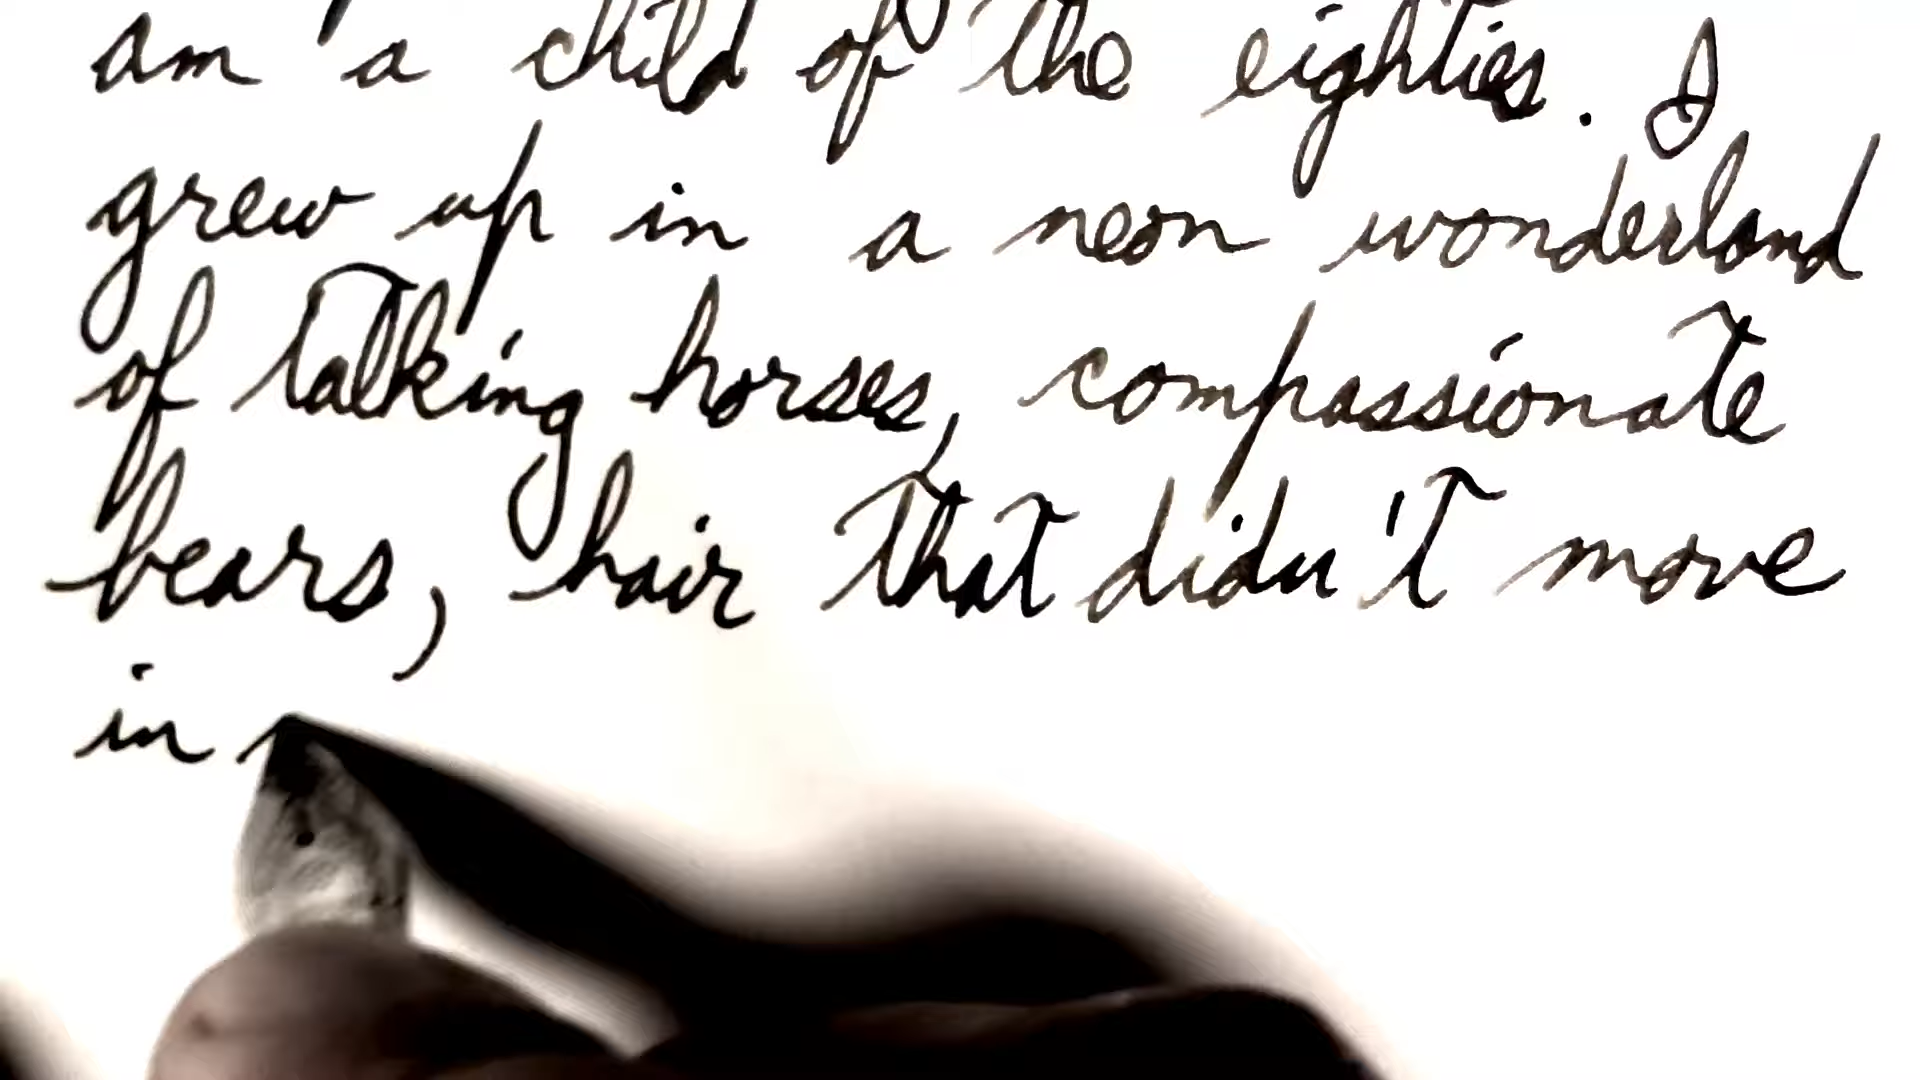 am a child of the eighties. I
grew up in a neon wonderland
of talking horses, compassionate
bears, hair that didn't move
in